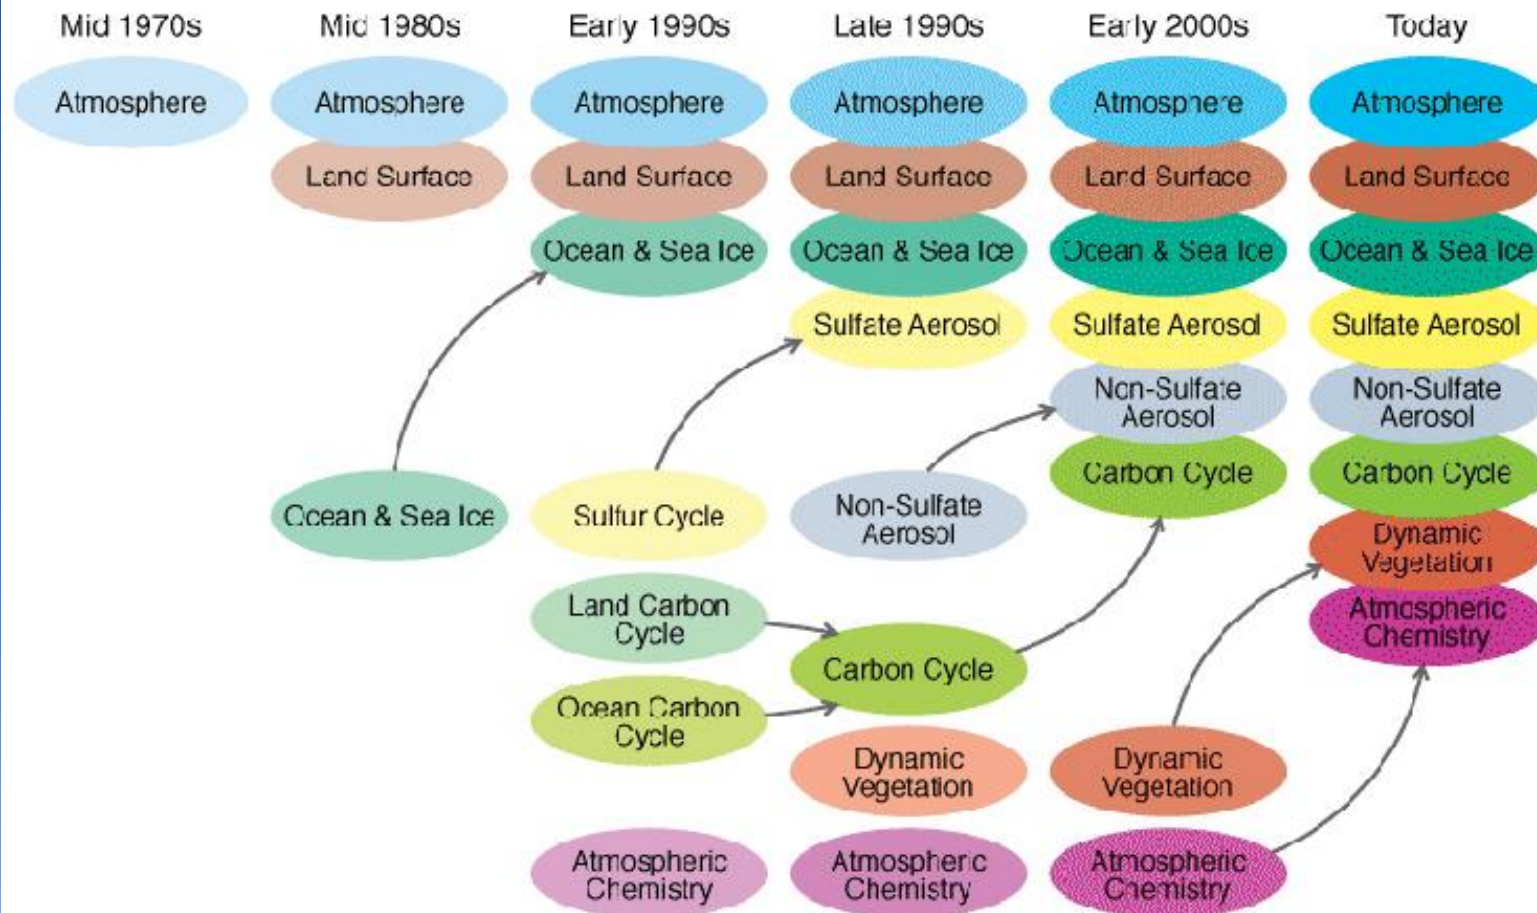 Mid 1970s
Mid 1980s
Early 1990s
Late 1990s
Early 2000s
Today
Atmosphere
Atmosphere
Atmosphere
Atmosphere
Atmosphere
Atmosphere
Land Surface
Land Surface
Land Surface
Land Surface
Land Surface
Ocean & Sea Ice
Ocean & Sea Ice
Ocean & Sea Ice
Ocean & Sea Ice
Sulfate Aerosol
Sulfate Aerosol
Sulfate Aerosol
Non-Sulfate
Aerosol
Non-Sulfate
Aerosol
Carbon Cycle
Carbon Cycle
Ocean & Sea Ice
Sulfur Cycle
Non-Sulfate
Aerosol
Dynamic
Vegetation
Land Carbon
Cycle
Atmospheric
Chemistry
Carbon Cycle
Ocean Carbon
Cycle
Dynamic
Vegetation
Dynamic
Vegetation
Atmospheric
Chemistry
Atmospheric
Chemistry
Atmospheric
Chemistry